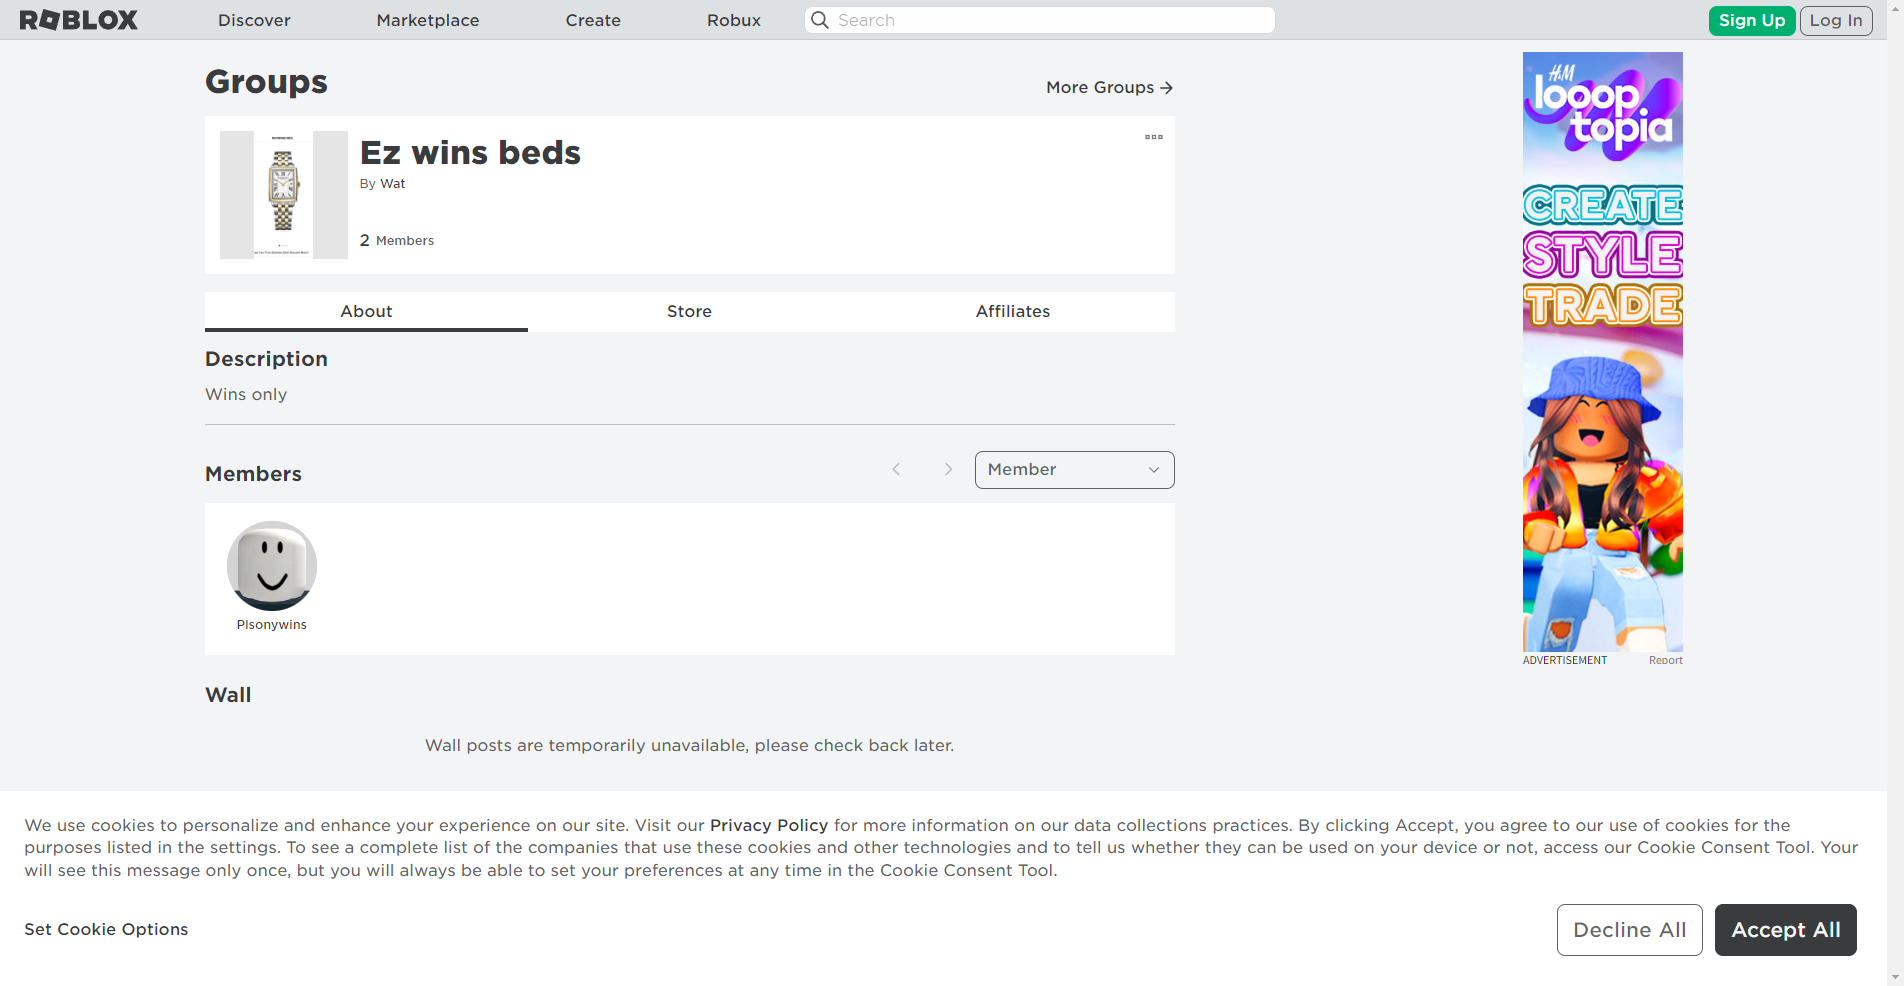 ROBLOX
Discover
Marketplace
Create
Robux
Search
Sign Up
Log In
Groups
More Groups
Ez wins beds
By Wat
2 Members
About
Store
Affiliates
Description
Wins only
Members
Member
Plsonywins
Wall
Wall posts are temporarily unavailable, please check back later.
H&M
looop
topia
CREATE
STYLE
TRADE
ADVERTISEMENT
Report
We use cookies to personalize and enhance your experience on our site. Visit our Privacy Policy for more information on our data collections practices. By clicking Accept, you agree to our use of cookies for the
purposes listed in the settings. To see a complete list of the companies that use these cookies and other technologies and to tell us whether they can be used on your device or not, access our Cookie Consent Tool. Your
will see this message only once, but you will always be able to set your preferences at any time in the Cookie Consent Tool.
Set Cookie Options
Decline All
Accept All